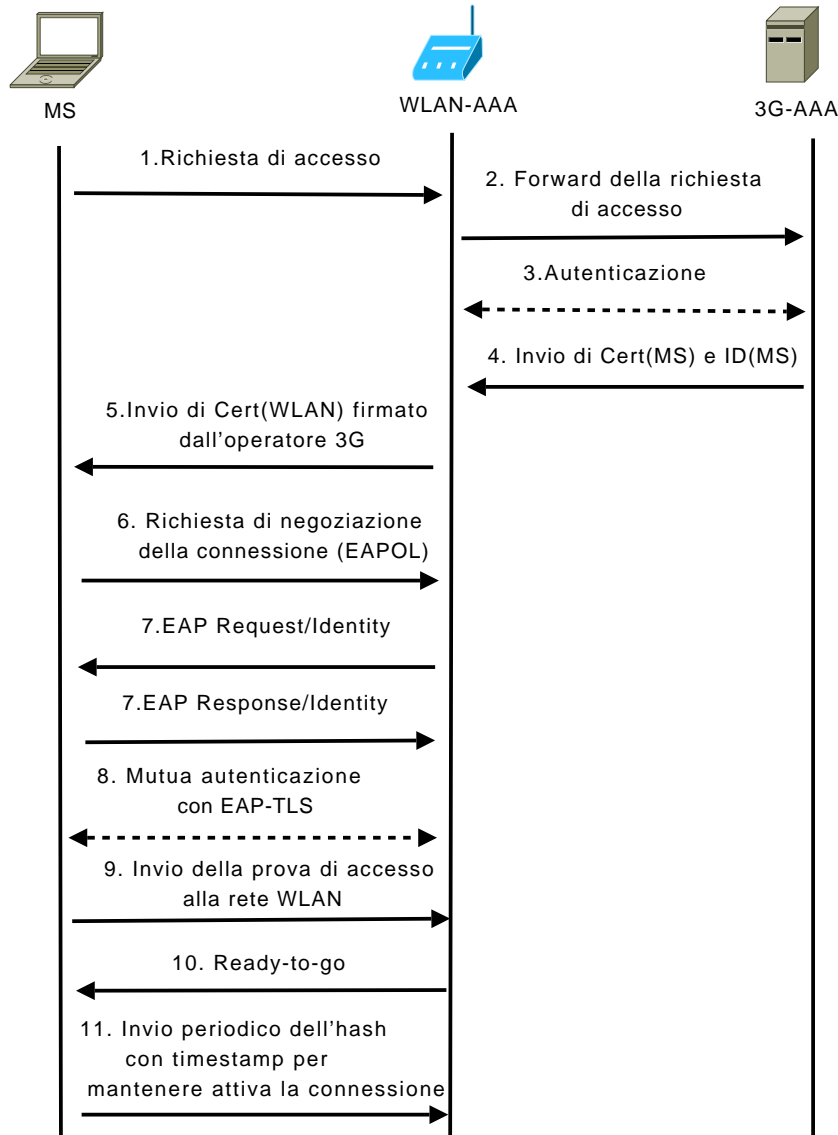 MS
WLAN-AAA
3G-AAA
1.Richiesta di accesso
2. Forward della richiesta
di accesso
3.Autenticazione
4. Invio di Cert(MS) e ID(MS)
5.Invio di Cert(WLAN) firmato
dall'operatore 3G
6. Richiesta di negoziazione
della connessione (EAPOL)
7.EAP Request/Identity
7.EAP Response/Identity
8. Mutua autenticazione
con EAP-TLS
9. Invio della prova di accesso
alla rete WLAN
10. Ready-to-go
11. Invio periodico dell'hash
con timestamp per
mantenere attiva la connessione